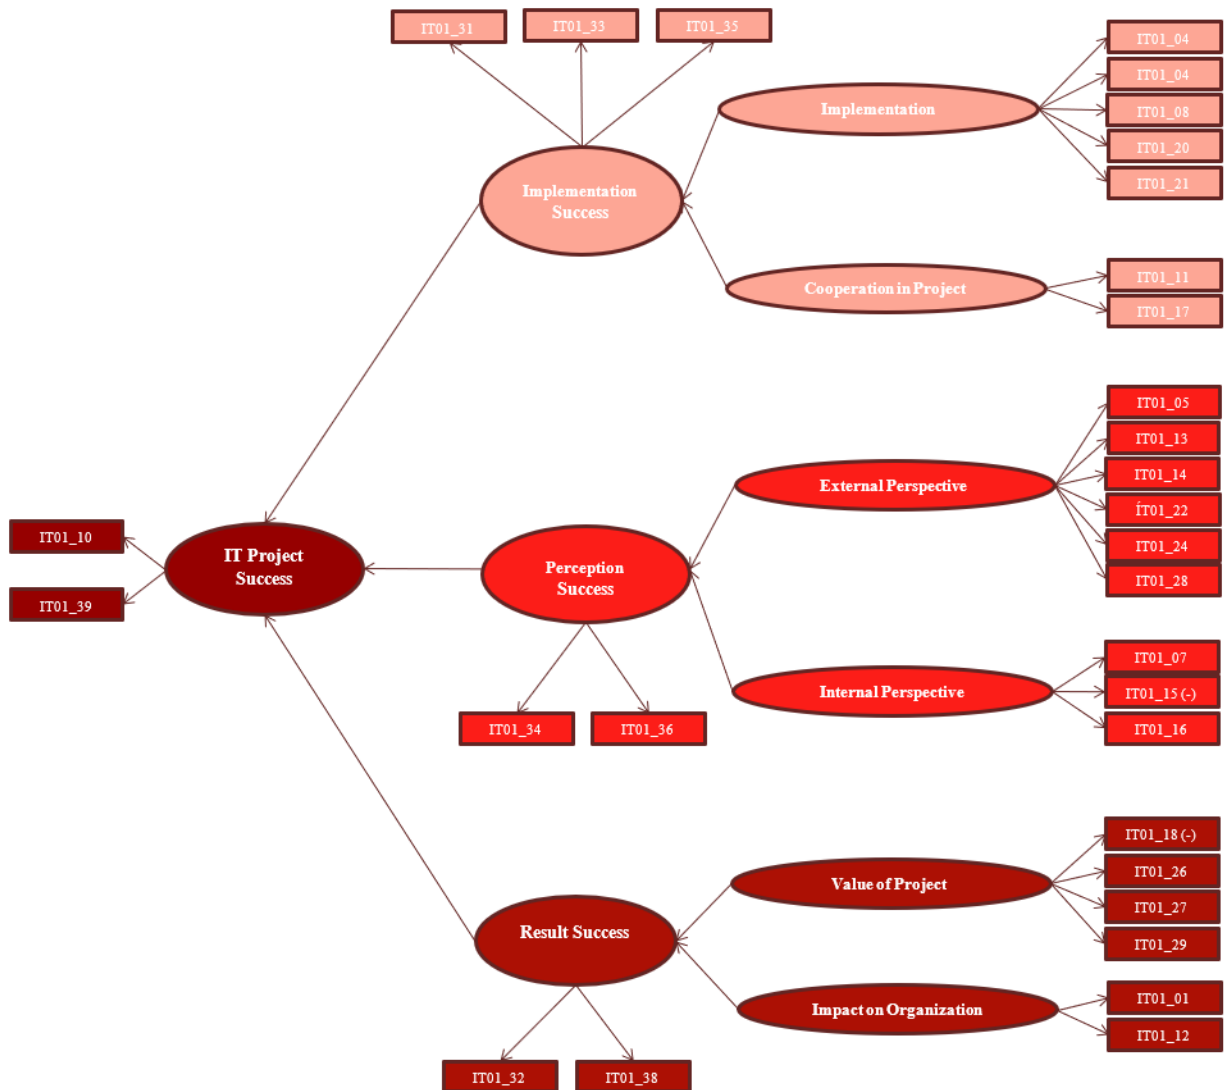 IT01_31
IT01_33
IT01_35
IT01_04
IT01_04
IT01_08
IT01_20
IT01_21
Implementation
Implementation
Success
Cooperation in Project
IT01_11
IT01_17
IT01_05
IT01_13
IT01_14
ÍT01_22
IT01_24
IT01_28
External Perspective
IT01_10
IT01_39
IT Project
Success
Perception
Success
IT01_07
IT01_15 (-)
IT01_16
Internal Perspective
IT01_34
IT01_36
IT01_18 (-)
IT01_26
IT01_27
IT01_29
Value of Project
Result Success
Impact on Organization
IT01_01
IT01_12
IT01_32
IT01_38